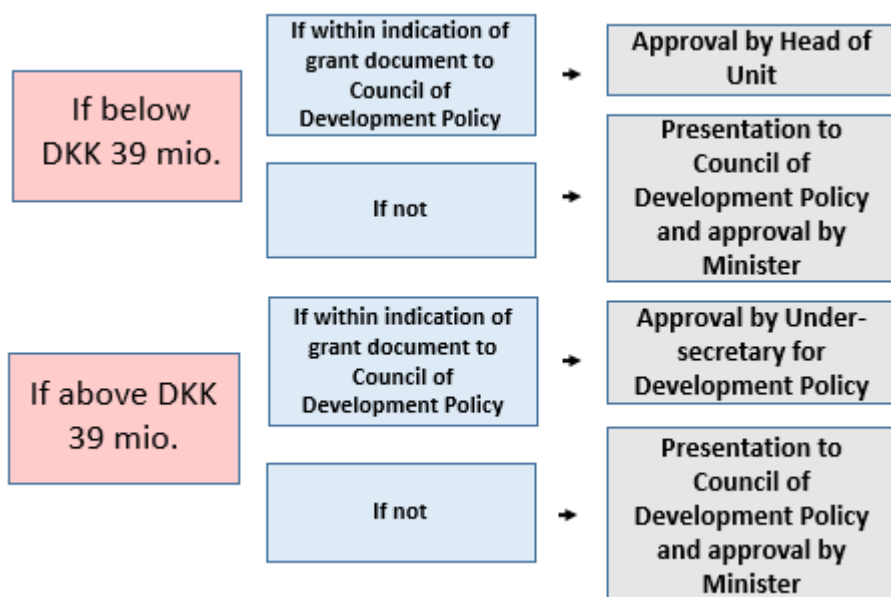 If below
DKK 39 mio.
If within indication of
grant document to
Council of
Development Policy
Approval by Head of
Unit
If not
Presentation to
Council of
Development Policy
and approval by
Minister
If above DKK
39 mio.
If within indication of
grant document to
Council of
Development Policy
Approval by Under-
secretary for
Development Policy
If not
Presentation to
Council of
Development Policy
and approval by
Minister